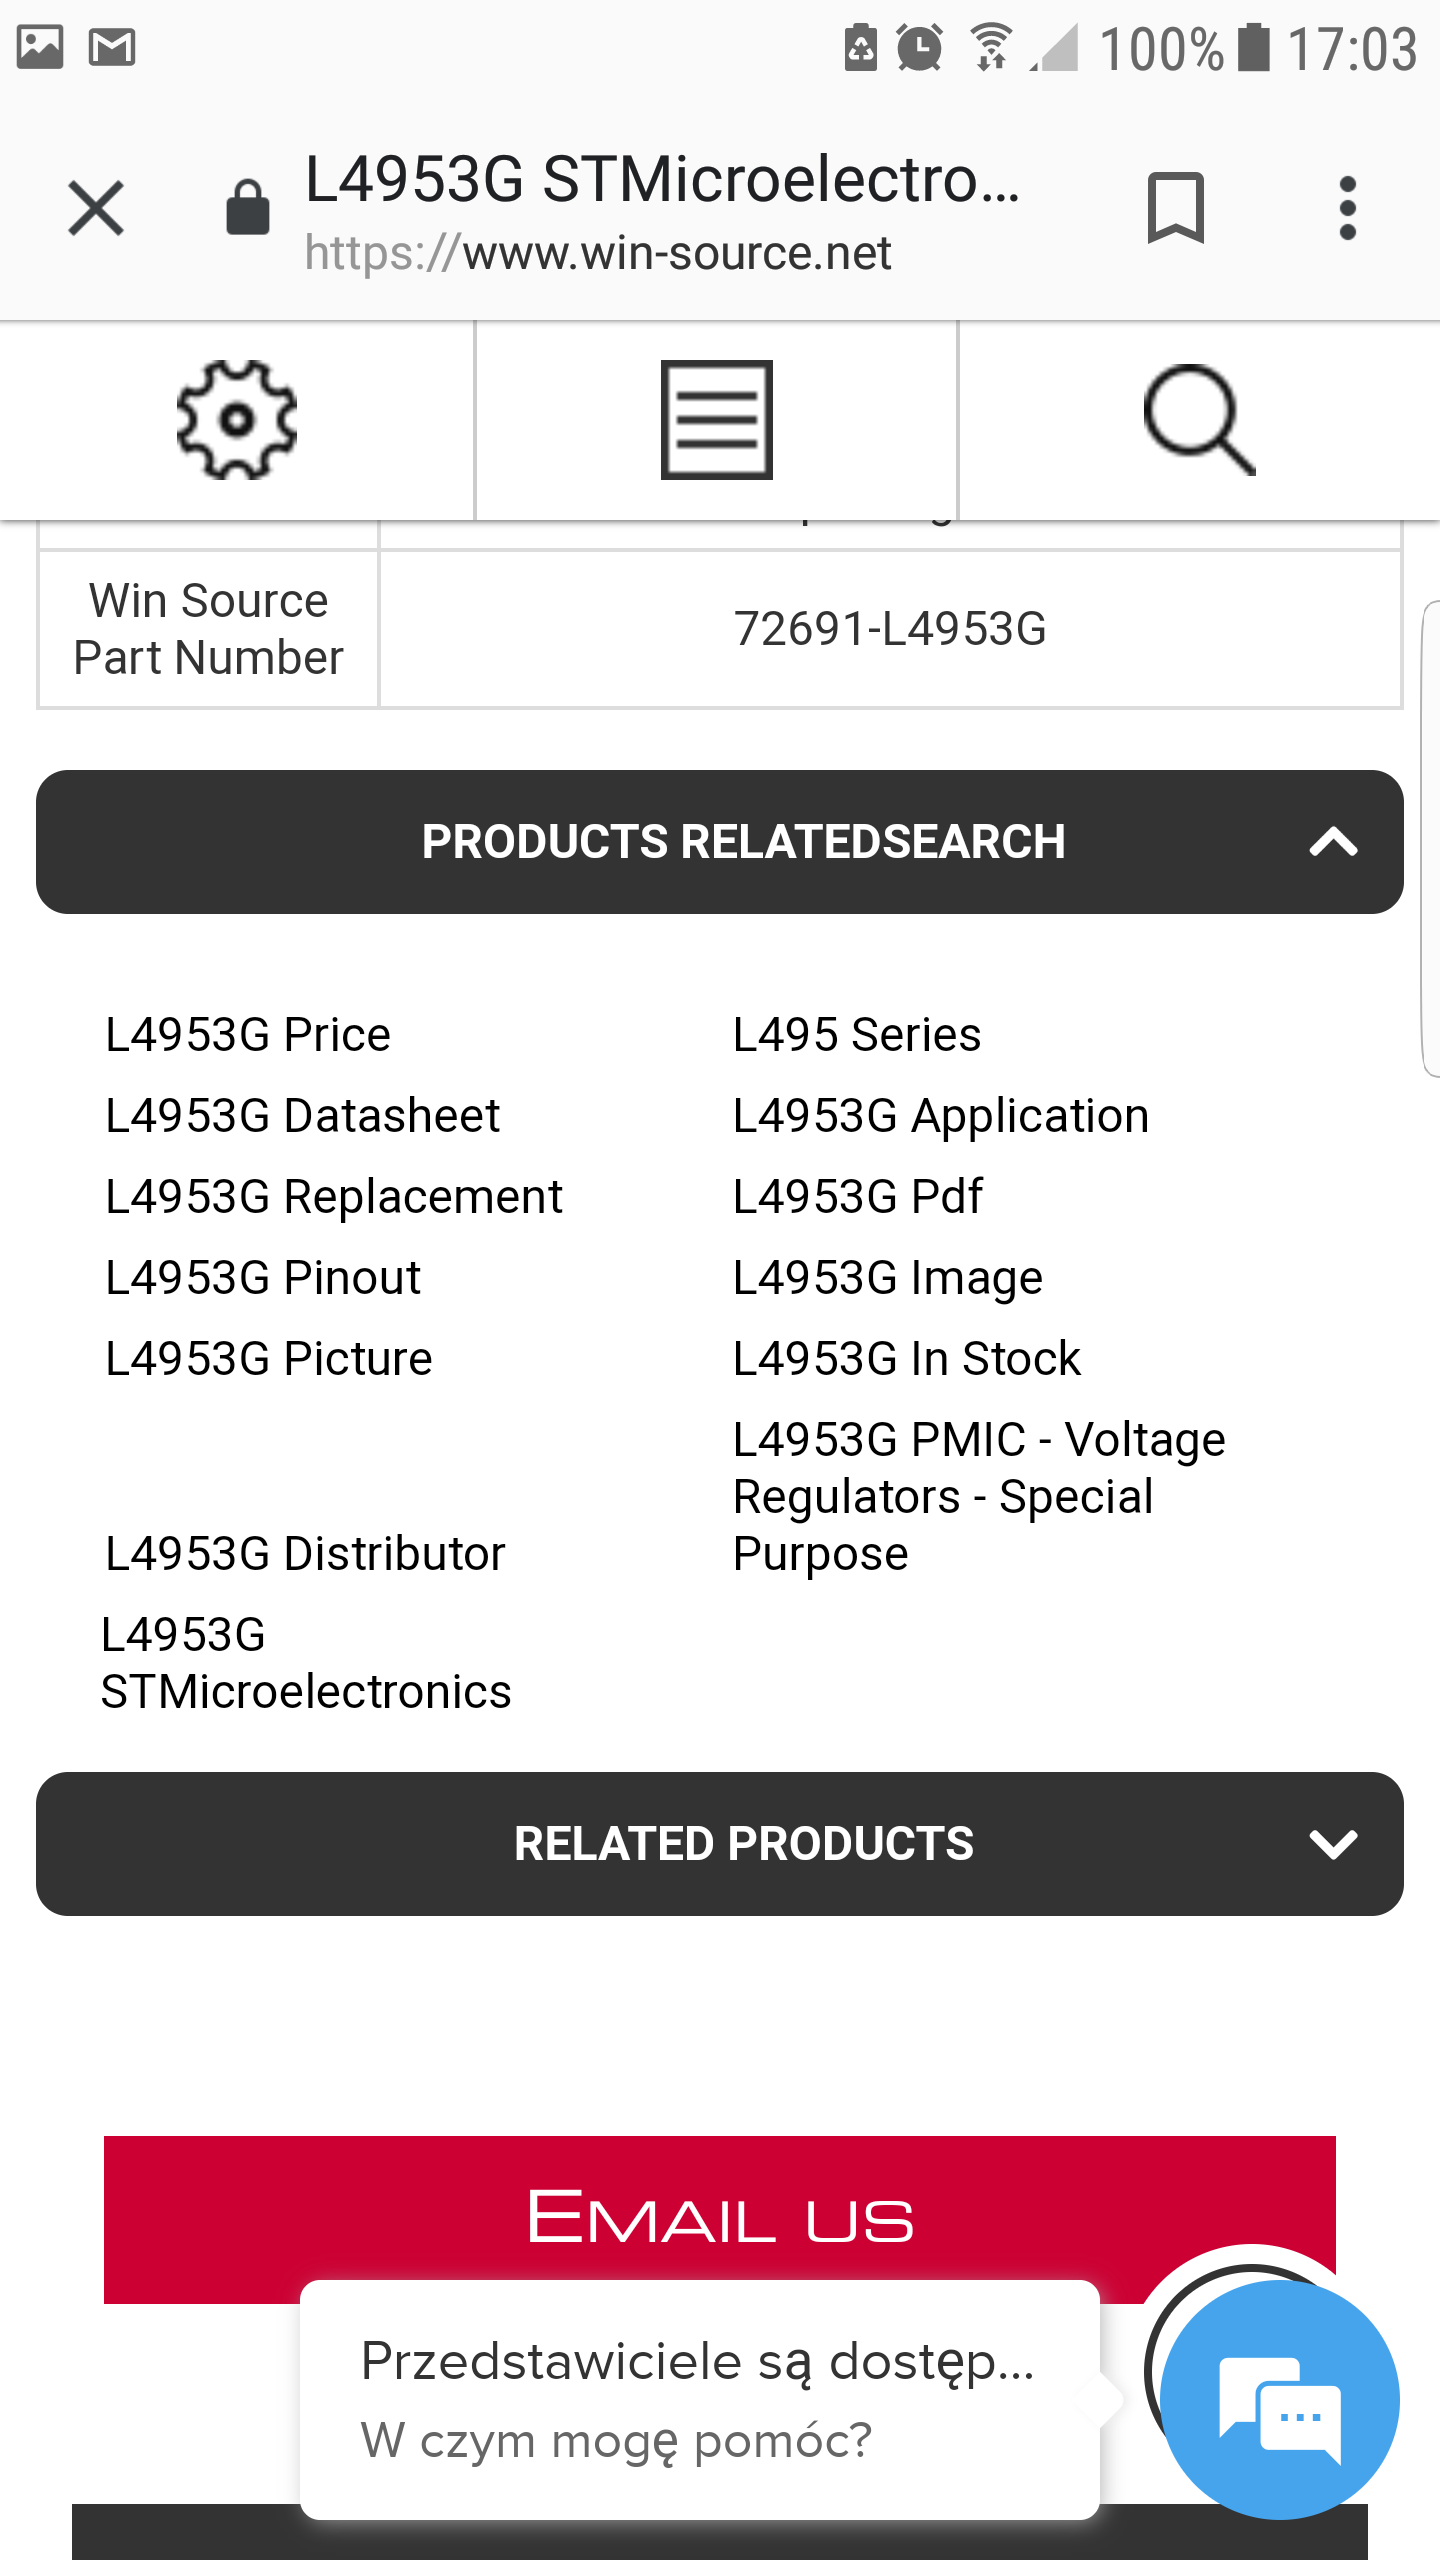 100% 17:03
L4953G STMicroelectro...
https://www.win-source.net
Win Source
Part Number
72691-L4953G
PRODUCTS RELATEDSEARCH
L4953G Price
L495 Series
L4953G Datasheet
L4953G Application
L4953G Replacement
L4953G Pdf
L4953G Pinout
L4953G Image
L4953G Picture
L4953G In Stock
L4953G Distributor
L4953G PMIC - Voltage
Regulators - Special
Purpose
L4953G
STMicroelectronics
RELATED PRODUCTS
EMAIL US
Przedstawiciele są dostęp...
W czym mogę pomóc?